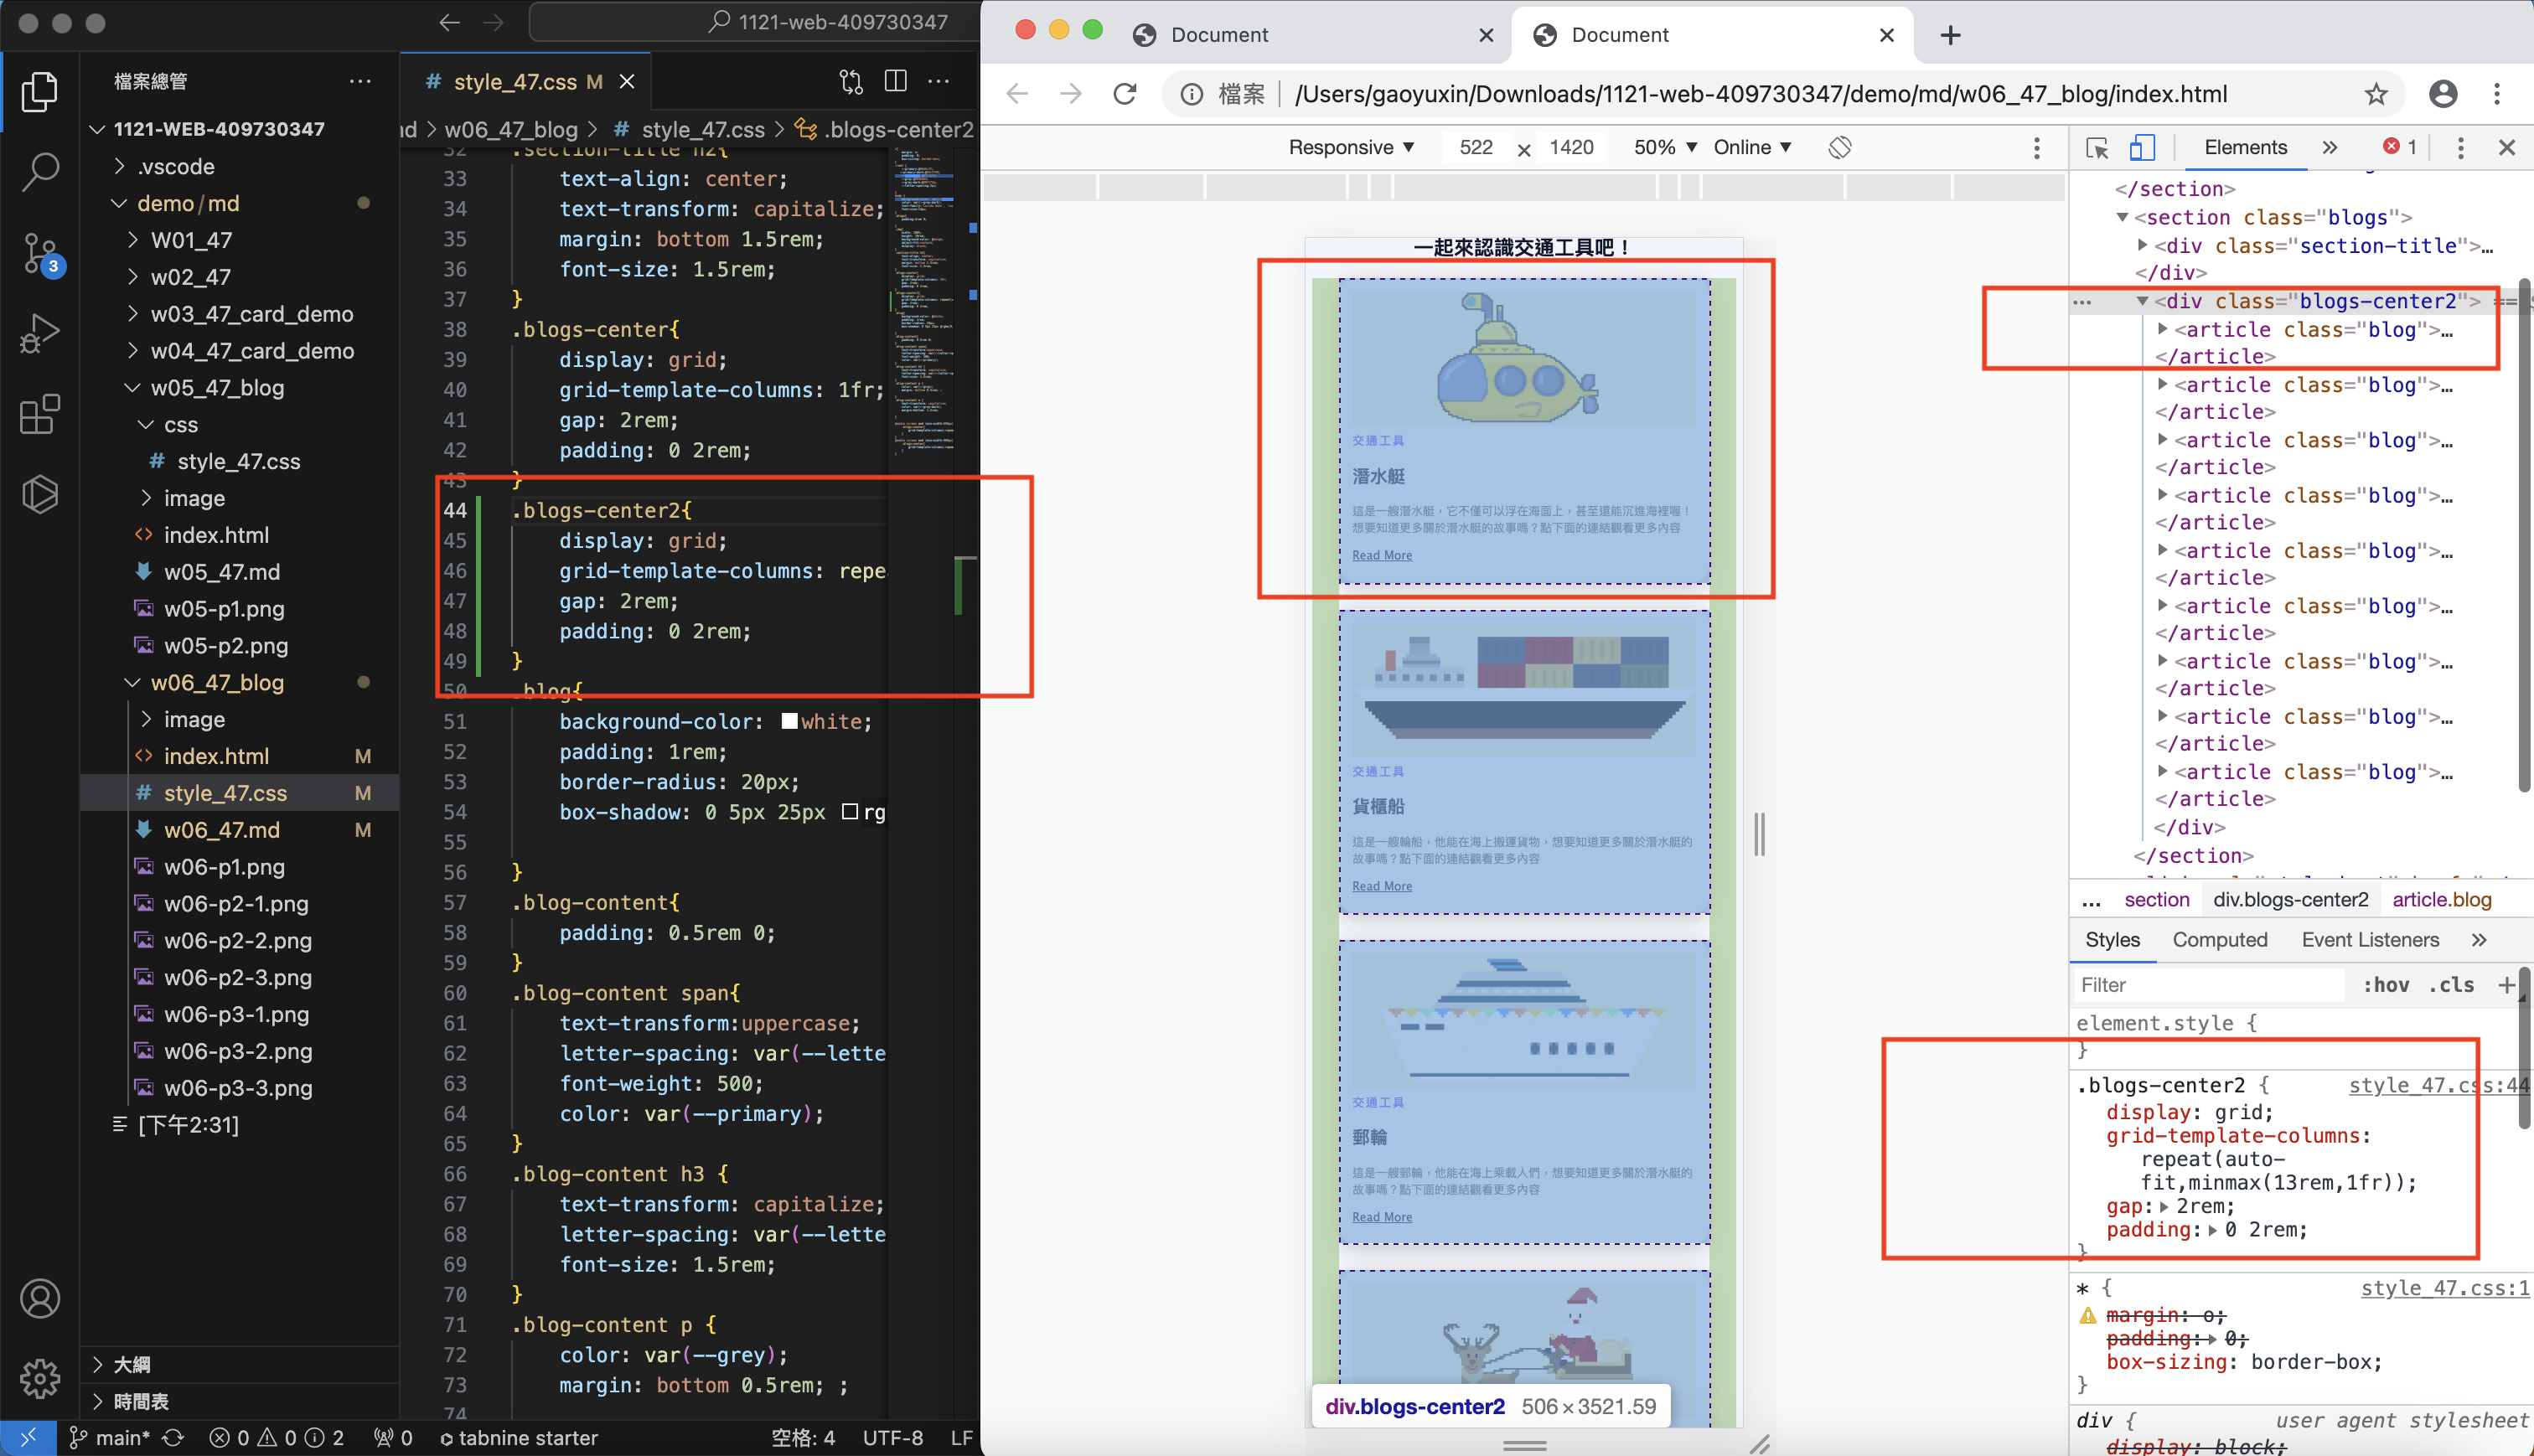 1121-web-409730347
檔案總管
1121-WEB-409730347
.vscode
demo/md
W01_47
w02_47
w03_47_card_demo
w04_47_card_demo
w05_47_blog
css
style_47.css
image
index.html
w05_47.md
w05-p1.png
w05-p2.png
w06_47_blog
image
index.html M
style_47.css M
w06_47.md M
w06-p1.png
w06-p2-1.png
w06-p2-2.png
w06-p2-3.png
w06-p3-1.png
w06-p3-2.png
w06-p3-3.png
[下午2:31]
大綱
時間表
3
style_47.css M
nd > w06_47_blog > # style_47.css > .blogs-center2
32 .section-title h2{
33 text-align: center;
34 text-transform: capitalize;
35 margin: bottom 1.5rem;
36 font-size: 1.5rem;
37 }
38 .blogs-center{
39 display: grid;
40 grid-template-columns: 1fr;
41 gap: 2rem;
42 padding: 0 2rem;
43 }
44 .blogs-center2{
45 display: grid;
46 grid-template-columns: repe
47 gap: 2rem;
48 padding: 0 2rem;
49 }
50 .blog{
51 background-color: white;
52 padding: 1rem;
53 border-radius: 20px;
54 box-shadow: 0 5px 25px rg
55
56 }
57 .blog-content{
58 padding: 0.5rem 0;
59 }
60 .blog-content span{
61 text-transform:uppercase;
62 letter-spacing: var(--lette
63 font-weight: 500;
64 color: var(--primary);
65 }
66 .blog-content h3 {
67 text-transform: capitalize;
68 letter-spacing: var(--lette
69 font-size: 1.5rem;
70 }
71 .blog-content p {
72 color: var(--grey);
73 margin: bottom 0.5rem; ;
74
main* 0 0 2 0 tabnine starter 空格: 4 UTF-8 LF
Document
Document
檔案 /Users/gaoyuxin/Downloads/1121-web-409730347/demo/md/w06_47_blog/index.html
Responsive 522 × 1420 50% Online
一起來認識交通工具吧！
交通工具
潛水艇
這是一艘潛水艇，它不僅可以浮在海面上，甚至還能沉進海裡喔！
想要知道更多關於潛水艇的故事嗎？點下面的連結觀看更多內容
Read More
交通工具
貨櫃船
這是一艘輪船，他能在海上搬運貨物，想要知道更多關於潛水艇的
故事嗎？點下面的連結觀看更多內容
Read More
交通工具
郵輪
這是一艘郵輪，他能在海上乘載人們，想要知道更多關於潛水艇的
故事嗎？點下面的連結觀看更多內容
Read More
div.blogs-center2 506 × 3521.59
Elements 1
</section>
<section class="blogs">
<div class="section-title">…
</div>
… <div class="blogs-center2"> ==
<article class="blog">…
</article>
<article class="blog">…
</article>
<article class="blog">…
</article>
<article class="blog">…
</article>
<article class="blog">…
</article>
<article class="blog">…
</article>
<article class="blog">…
</article>
<article class="blog">…
</article>
<article class="blog">…
</article>
</div>
</section>
... section div.blogs-center2 article.blog
Styles Computed Event Listeners
Filter :hov .cls +
element.style {
}
.blogs-center2 { style_47.css:44
display: grid;
grid-template-columns:
repeat(auto-
fit,minmax(13rem,1fr));
gap: 2rem;
padding: 0 2rem;
}
* { style_47.css:1
margin: o;
padding: 0;
box-sizing: border-box;
}
div { user agent stylesheet
display: block;